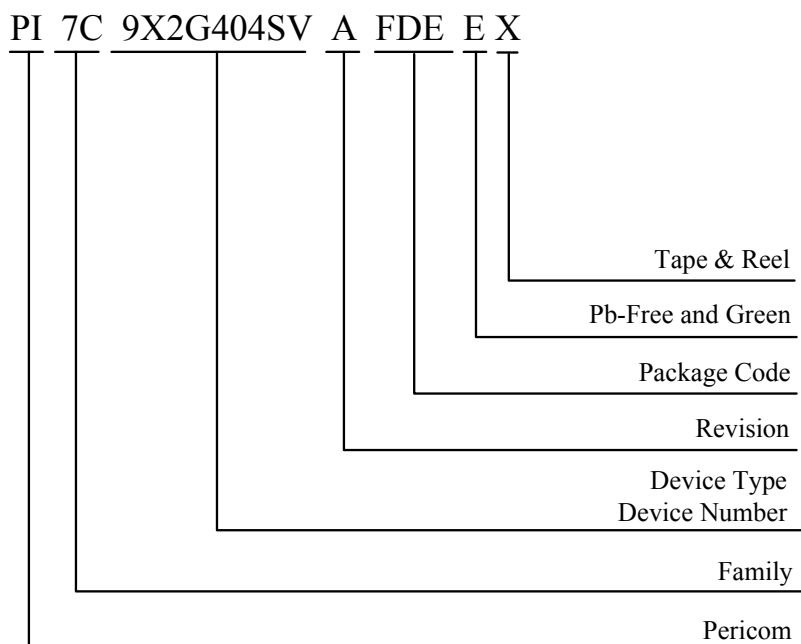 PI 7C 9X2G404SV A FDE E X
Tape & Reel
Pb-Free and Green
Package Code
Revision
Device Type
Device Number
Family
Pericom